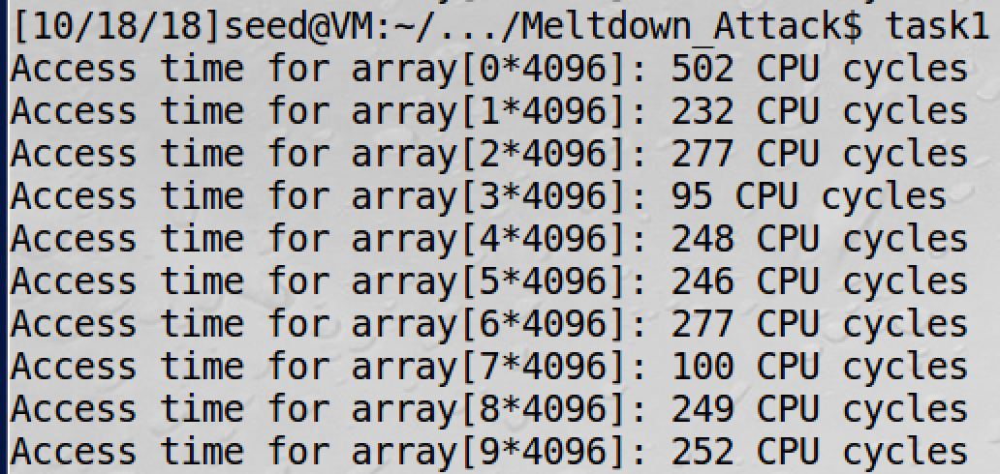 [10/18/18]seed@VM:~/.../Meltdown_Attack$ task1
Access time for array[0*4096]: 502 CPU cycles
Access time for array[1*4096]: 232 CPU cycles
Access time for array[2*4096]: 277 CPU cycles
Access time for array[3*4096]: 95 CPU cycles
Access time for array[4*4096]: 248 CPU cycles
Access time for array[5*4096]: 246 CPU cycles
Access time for array[6*4096]: 277 CPU cycles
Access time for array[7*4096]: 100 CPU cycles
Access time for array[8*4096]: 249 CPU cycles
Access time for array[9*4096]: 252 CPU cycles